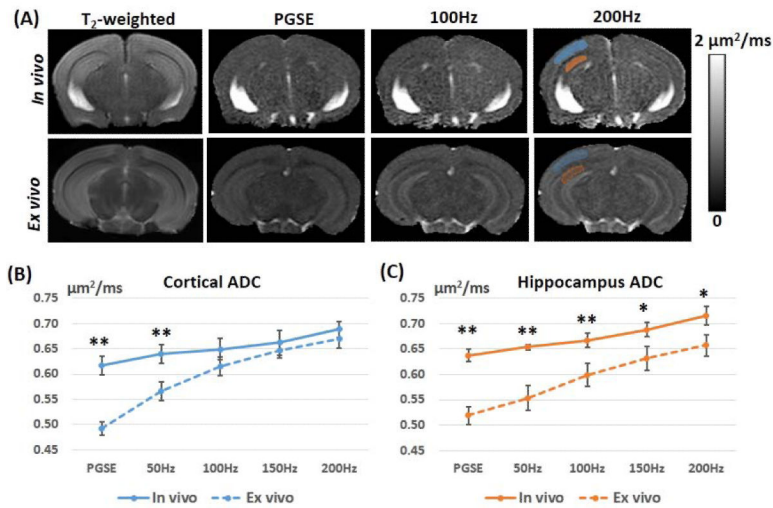 (A) T2-weighted PGSE 100Hz 200Hz
2 μm²/ms
In vivo
Ex vivo
0
(B) μm²/ms Cortical ADC
0.75
0.70
0.65
0.60
0.55
0.50
0.45
** **
PGSE 50Hz 100Hz 150Hz 200Hz
In vivo Ex vivo
(C) μm²/ms Hippocampus ADC
0.75
0.70
0.65
0.60
0.55
0.50
0.45
** ** ** * *
PGSE 50Hz 100Hz 150Hz 200Hz
In vivo Ex vivo